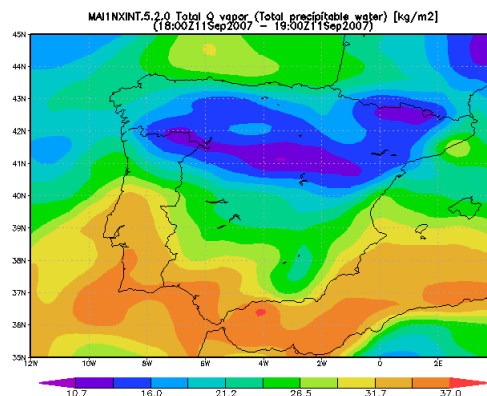 MAI1NXINT.5.2.0 Total Q vapor (Total precipitable water) [kg/m2]
(18:00Z11Sep2007 - 19:00Z11Sep2007)
45N
44N
43N
42N
41N
40N
39N
38N
37N
36N
35N
12W 10W 8W 6W 4W 2W 0 2E
10.7 16.0 21.2 26.5 31.7 37.0